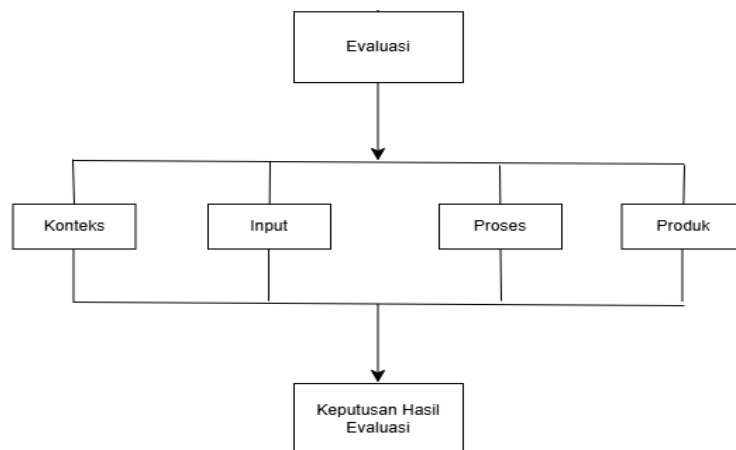 Evaluasi
Konteks
Input
Proses
Produk
Keputusan Hasil
Evaluasi